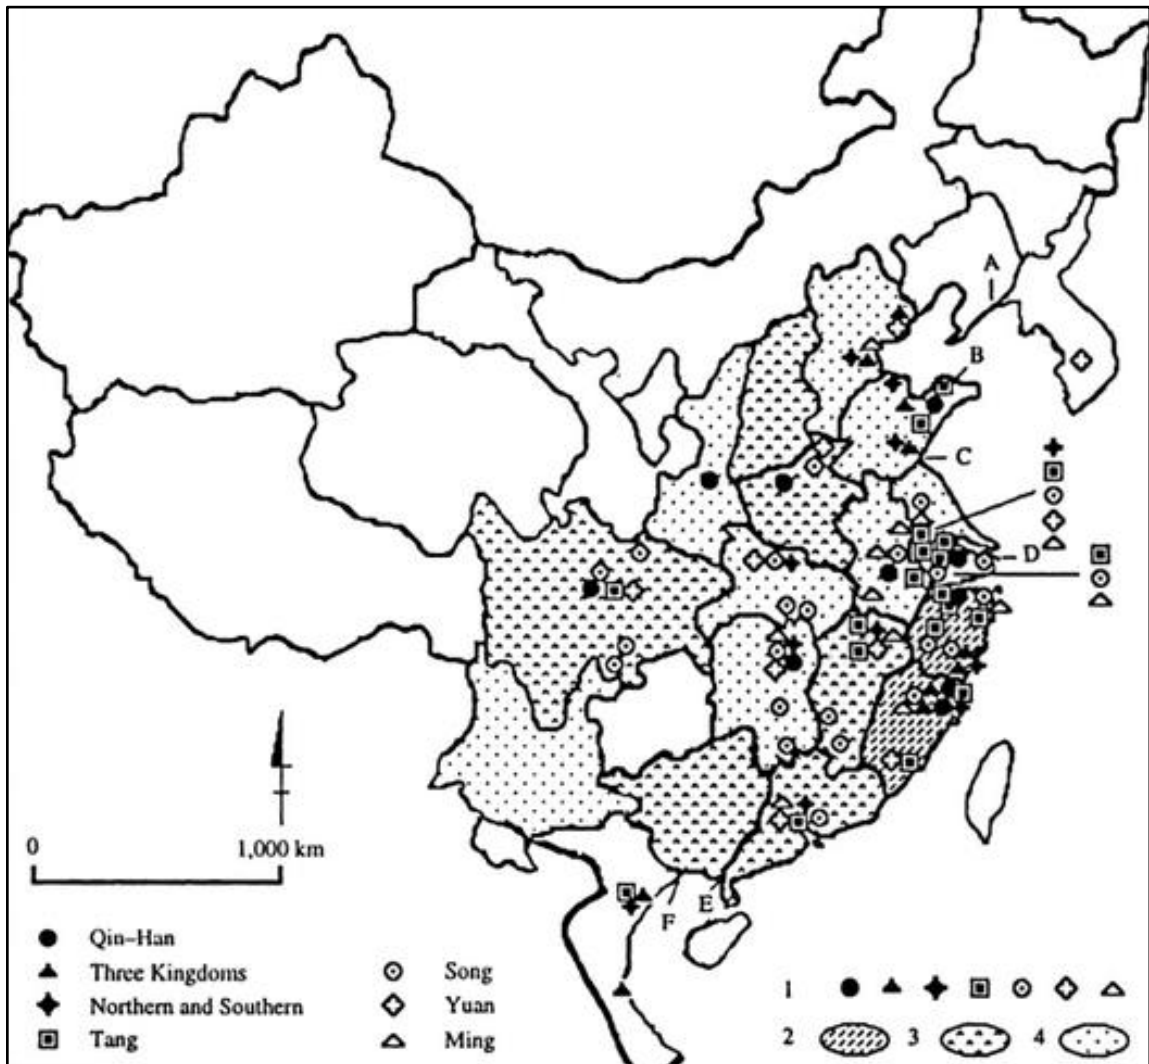 A
B
C
D
E
F
0 1,000 km
Qin–Han
Three Kingdoms
Northern and Southern
Tang
Song
Yuan
Ming
1
2 3 4